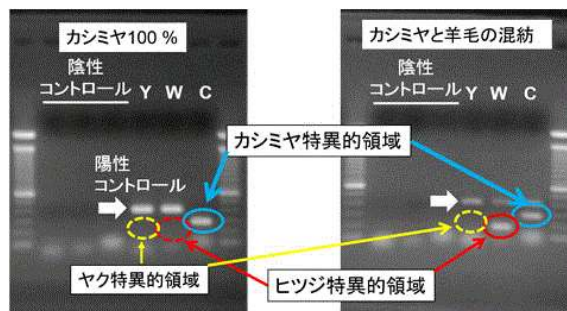 カシミヤ100 %
陰性
コントロール Y W C
陽性
コントロール
カシミヤと羊毛の混紡
陰性
コントロール Y W C
カシミヤ特異的領域
ヤク特異的領域
ヒツジ特異的領域